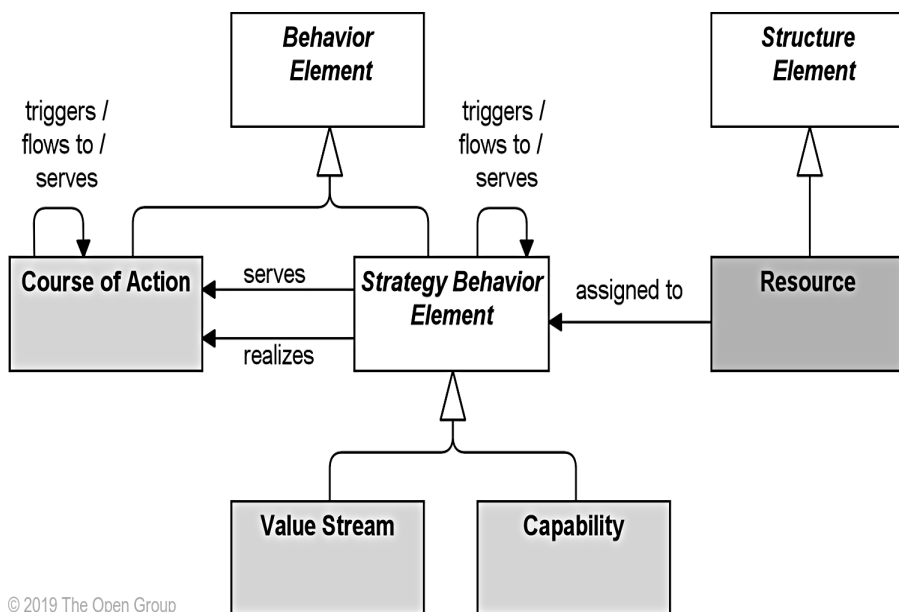 Behavior
Element
Structure
Element
triggers /
flows to /
serves
triggers /
flows to /
serves
Course of Action
serves
realizes
Strategy Behavior
Element
assigned to
Resource
Value Stream
Capability
© 2019 The Open Group